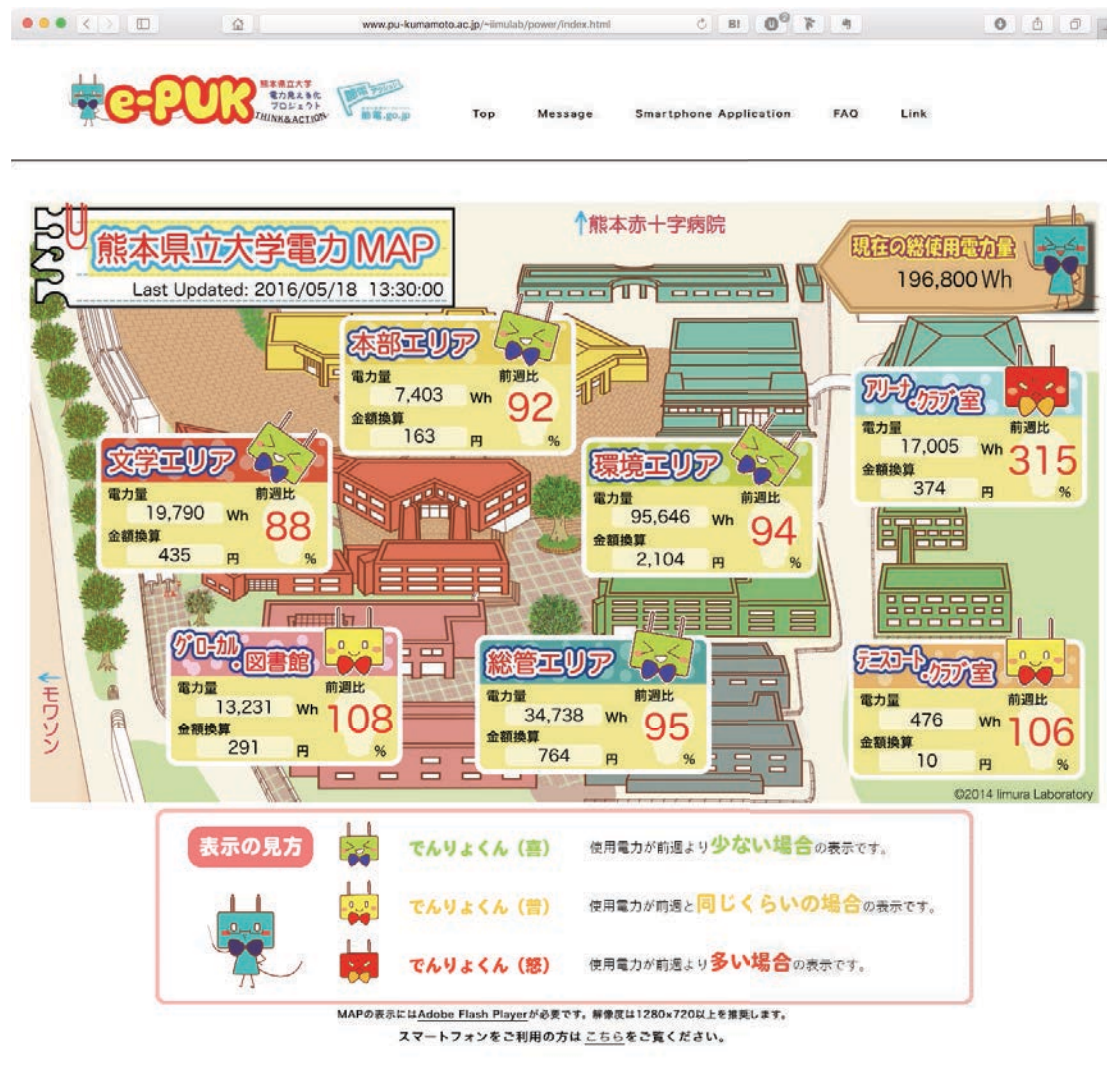 www.pu-kumamoto.ac.jp/~iimulab/power/index.html
B!
e-PUK
熊本県立大学
電力見える化
プロジェクト
THINK&ACTION-
節電.go.jp
Top Message Smartphone Application FAQ Link
熊本県立大学電力 MAP
Last Updated: 2016/05/18 13:30:00
↑熊本赤十字病院
現在の総使用電力量
196,800 Wh
本部エリア
電力量 前週比
7,403 Wh 92
金額換算
163 円 %
アリーナ・クラブ室
電力量 前週比
17,005 Wh 315
金額換算
374 円 %
文学エリア
電力量 前週比
19,790 Wh 88
金額換算
435 円 %
環境エリア
電力量 前週比
95,646 Wh 94
金額換算
2,104 円 %
グローカル・図書館
電力量 前週比
13,231 Wh 108
金額換算
291 円 %
総管エリア
電力量 前週比
34,738 Wh 95
金額換算
764 円 %
テニスコート・クラブ室
電力量 前週比
476 Wh 106
金額換算
10 円 %
←モワソン
©2014 Iimura Laboratory
表示の見方
でんりょくん（喜） 使用電力が前週より少ない場合の表示です。
でんりょくん（普） 使用電力が前週と同じくらいの場合の表示です。
でんりょくん（怒） 使用電力が前週より多い場合の表示です。
MAPの表示にはAdobe Flash Playerが必要です。解像度は1280×720以上を推奨します。
スマートフォンをご利用の方は こちらをご覧ください。